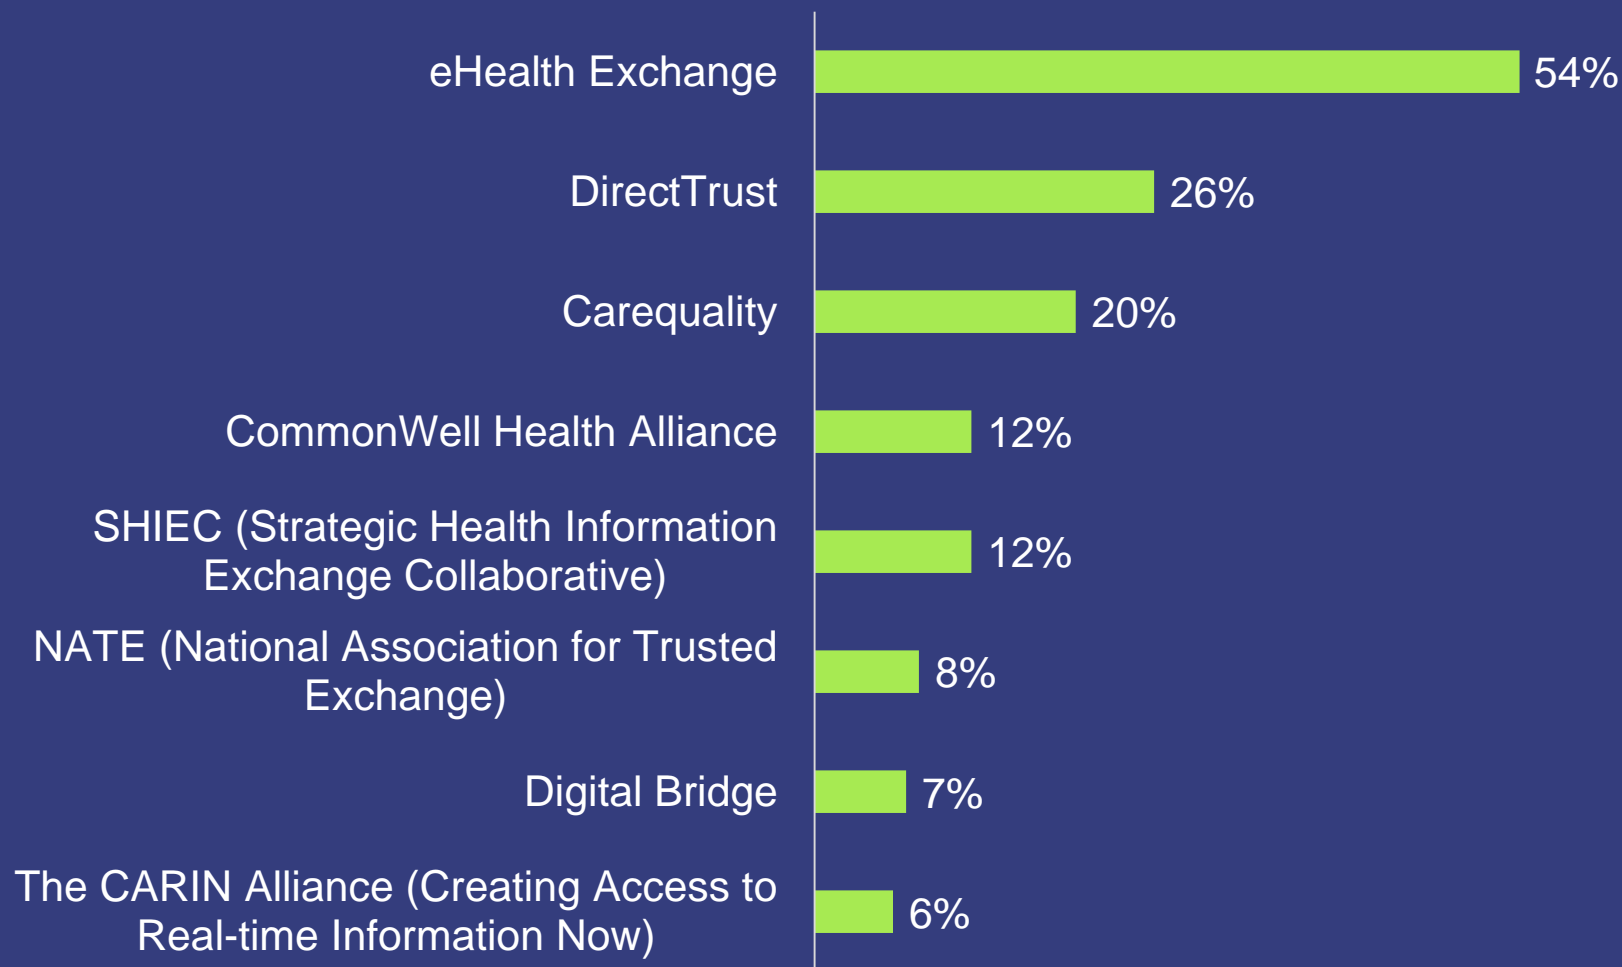 eHealth Exchange 54%
DirectTrust 26%
Carequality 20%
CommonWell Health Alliance 12%
SHIEC (Strategic Health Information
Exchange Collaborative) 12%
NATE (National Association for Trusted
Exchange) 8%
Digital Bridge 7%
The CARIN Alliance (Creating Access to
Real-time Information Now) 6%